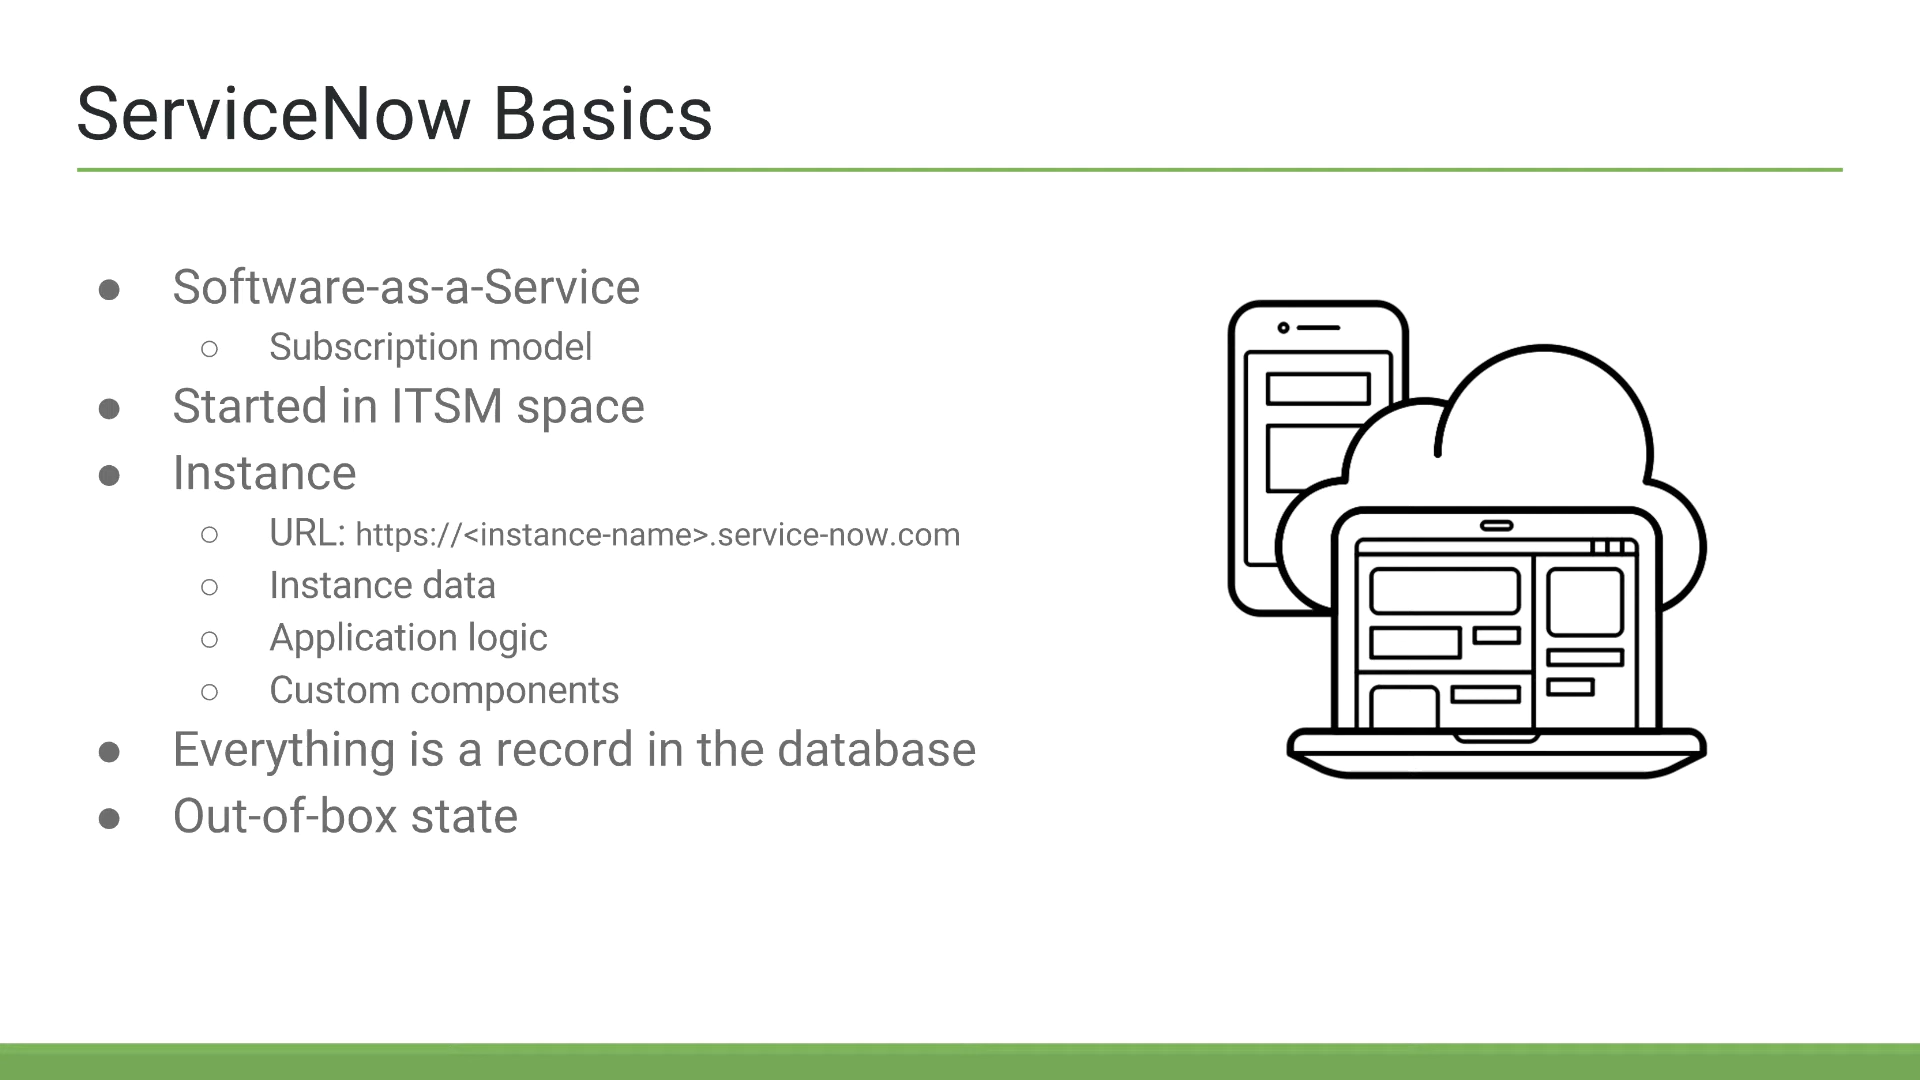 ServiceNow Basics
● Software-as-a-Service
○ Subscription model
● Started in ITSM space
● Instance
○ URL: https://<instance-name>.service-now.com
○ Instance data
○ Application logic
○ Custom components
● Everything is a record in the database
● Out-of-box state